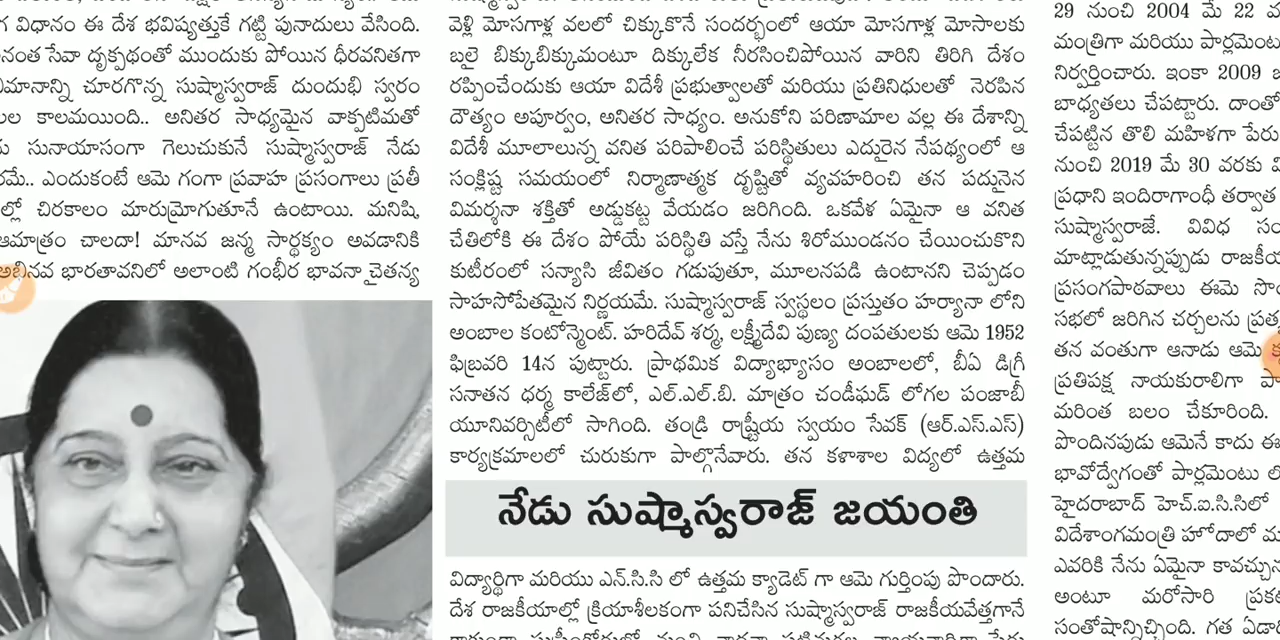 గ విధానం ఈ దేశ భవిష్యత్తుకే గట్టి పునాదులు వేసింది.
నంత సేవా దృక్పథంతో ముందుకు పోయిన ధీరవనితగా
మానాన్ని చూరగొన్న సుష్మాస్వరాజ్ దుందుభి స్వరం
ల కాలమయింది.. అనితర సాధ్యమైన వాక్పటిమతో
సునాయాసంగా గెలుచుకునే సుష్మాస్వరాజ్ నేడు
రమే.. ఎందుకంటే ఆమె గంగా ప్రవాహ ప్రసంగాలు ప్రతీ
ల్లో చిరకాలం మారుమ్రోగుతూనే ఉంటాయి. మనిషి,
ఆమాత్రం చాలదా! మానవ జన్మ సార్థక్యం అవడానికి
అభినవ భారతావనిలో అలాంటి గంభీర భావనా చైతన్య
వెళ్లి మోసగాళ్ల వలలో చిక్కుకొనే సందర్భంలో ఆయా మోసగాళ్ల మోసాలకు
బలై బిక్కుబిక్కుమంటూ దిక్కులేక నీరసించిపోయిన వారిని తిరిగి దేశం
రప్పించేందుకు ఆయా విదేశీ ప్రభుత్వాలతో మరియు ప్రతినిధులతో నెరపిన
దౌత్యం అపూర్వం, అనితర సాధ్యం. అనుకోని పరిణామాల వల్ల ఈ దేశాన్ని
విదేశీ మూలాలున్న వనిత పరిపాలించే పరిస్థితులు ఎదురైన నేపథ్యంలో ఆ
సంక్లిష్ట సమయంలో నిర్మాణాత్మక దృష్టితో వ్యవహరించి తన పదునైన
విమర్శనా శక్తితో అడ్డుకట్ట వేయడం జరిగింది. ఒకవేళ ఏమైనా ఆ వనిత
చేతిలోకి ఈ దేశం పోయే పరిస్థితి వస్తే నేను శిరోముండనం చేయించుకొని
కుటీరంలో సన్యాసి జీవితం గడుపుతూ, మూలనపడి ఉంటానని చెప్పడం
సాహసోపేతమైన నిర్ణయమే. సుష్మాస్వరాజ్ స్వస్థలం ప్రస్తుతం హర్యానా లోని
అంబాల కంటోన్మెంట్. హరిదేవ్ శర్మ, లక్ష్మీదేవి పుణ్య దంపతులకు ఆమె 1952
ఫిబ్రవరి 14న పుట్టారు. ప్రాథమిక విద్యాభ్యాసం అంబాలలో, బీఏ డిగ్రీ
సనాతన ధర్మ కాలేజ్‌లో, ఎల్.ఎల్.బి. మాత్రం చండీఘడ్ లోగల పంజాబీ
యూనివర్సిటీలో సాగింది. తండ్రి రాష్ట్రీయ స్వయం సేవక్ (ఆర్.ఎస్.ఎస్)
కార్యక్రమాలలో చురుకుగా పాల్గొనేవారు. తన కళాశాల విద్యలో ఉత్తమ
నేడు సుష్మాస్వరాజ్ జయంతి
విద్యార్థిగా మరియు ఎన్.సి.సి లో ఉత్తమ క్యాడెట్ గా ఆమె గుర్తింపు పొందారు.
దేశ రాజకీయాల్లో క్రియాశీలకంగా పనిచేసిన సుష్మాస్వరాజ్ రాజకీయవేత్తగానే
29 నుంచి 2004 మే 22 వ
మంత్రిగా మరియు పార్లమెంట
నిర్వర్తించారు. ఇంకా 2009
బాధ్యతలు చేపట్టారు. దాంతో
చేపట్టిన తొలి మహిళగా పేరు
నుంచి 2019 మే 30 వరకు వి
ప్రధాని ఇందిరాగాంధీ తర్వాత
సుష్మాస్వరాజే. వివిధ సం
మాట్లాడుతున్నప్పుడు రాజకీయ
ప్రసంగపాఠవాలు ఈమె సొం
సభలో జరిగిన చర్చలను ప్రత్య
తన వంతుగా ఆనాడు ఆమె
ప్రతిపక్ష నాయకురాలిగా పా
మరింత బలం చేకూరింది.
పొందినపుడు ఆమెనే కాదు ఈ
భావోద్వేగంతో పార్లమెంటు లో
హైదరాబాద్ హెచ్.ఐ.సి.సిలో
విదేశాంగమంత్రి హోదాలో మ
ఎవరికి నేను ఏమైనా కావచ్చున
అంటూ మరోసారి ప్రక
సంతోషాన్నిచ్చింది. గత ఏడా